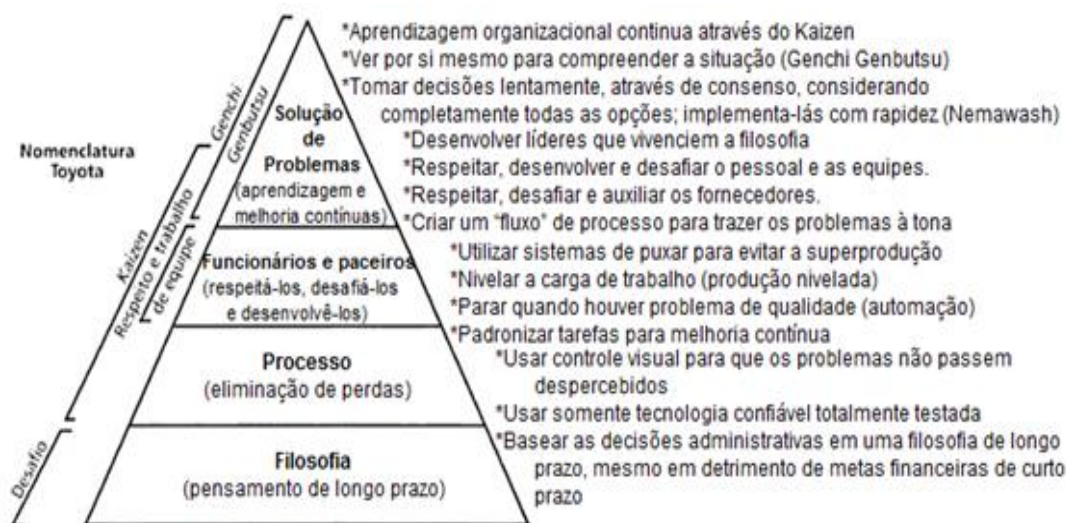 Nomenclatura
Toyota
Genchi
Genbutsu
Kaizen
Respeito e trabalho
de equipe
Desafio
Solução
de
Problemas
(aprendizagem e
melhoria contínuas)
Funcionários e paceiros
(respeitá-los, desafiá-los
e desenvolvê-los)
Processo
(eliminação de perdas)
Filosofia
(pensamento de longo prazo)
*Aprendizagem organizacional continua através do Kaizen
*Ver por si mesmo para compreender a situação (Genchi Genbutsu)
*Tomar decisões lentamente, através de consenso, considerando
completamente todas as opções; implementa-lás com rapidez (Nemawash)
*Desenvolver líderes que vivenciem a filosofia
*Respeitar, desenvolver e desafiar o pessoal e as equipes.
*Respeitar, desafiar e auxiliar os fornecedores.
*Criar um “fluxo” de processo para trazer os problemas à tona
*Utilizar sistemas de puxar para evitar a superprodução
*Nivelar a carga de trabalho (produção nivelada)
*Parar quando houver problema de qualidade (automação)
*Padronizar tarefas para melhoria contínua
*Usar controle visual para que os problemas não passem
despercebidos
*Usar somente tecnologia confiável totalmente testada
*Basear as decisões administrativas em uma filosofia de longo
prazo, mesmo em detrimento de metas financeiras de curto
prazo